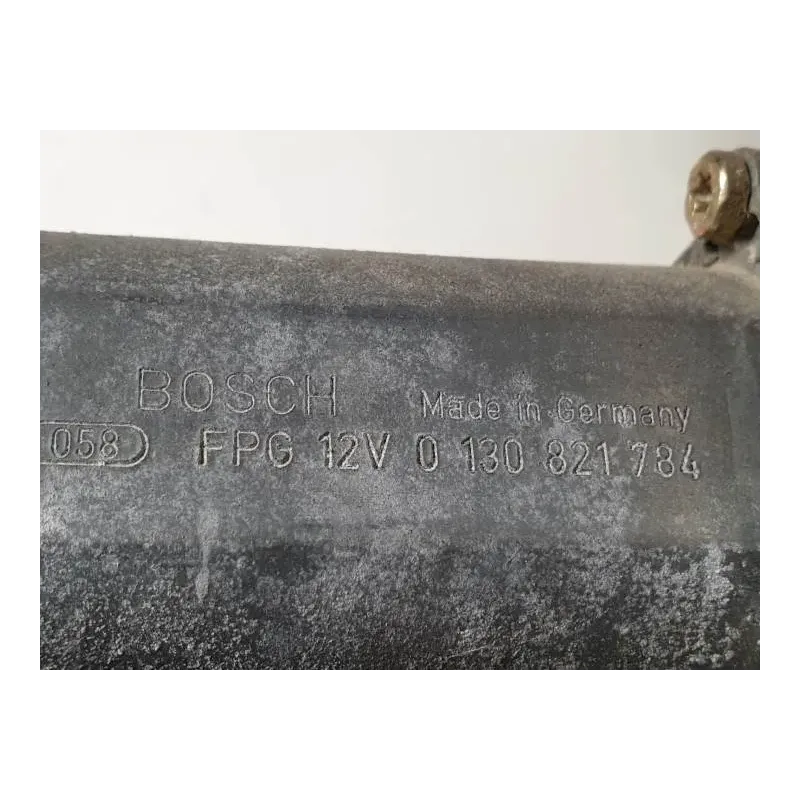 BOSCH Made in Germany
058 FPG 12V 0 130 821 784